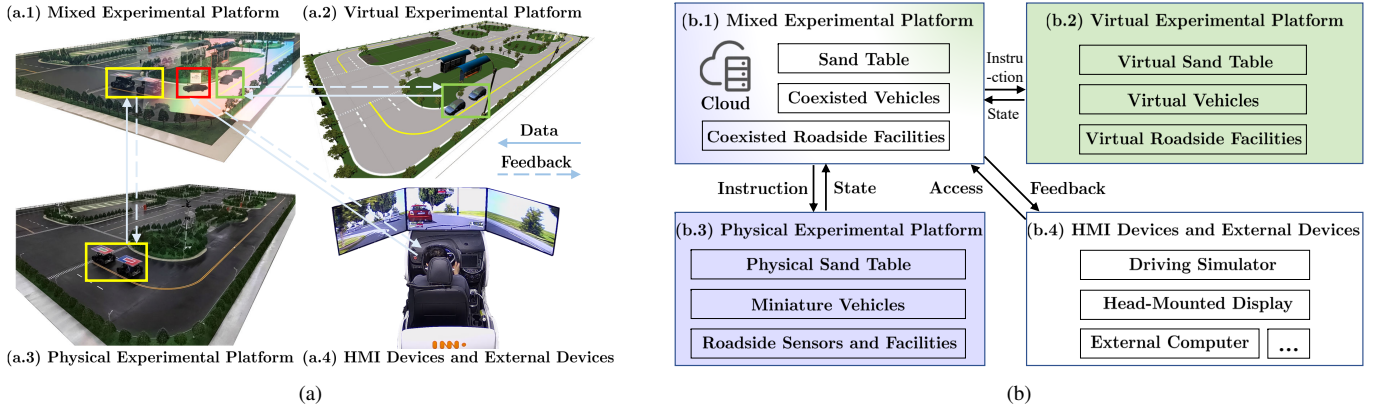 (a.1) Mixed Experimental Platform
(a.2) Virtual Experimental Platform
Data
Feedback
(a.3) Physical Experimental Platform
(a.4) HMI Devices and External Devices
(a)
(b.1) Mixed Experimental Platform
Cloud
Sand Table
Coexisted Vehicles
Coexisted Roadside Facilities
Instru
-ction
State
(b.2) Virtual Experimental Platform
Virtual Sand Table
Virtual Vehicles
Virtual Roadside Facilities
Instruction
State
Access
Feedback
(b.3) Physical Experimental Platform
Physical Sand Table
Miniature Vehicles
Roadside Sensors and Facilities
(b.4) HMI Devices and External Devices
Driving Simulator
Head-Mounted Display
External Computer
...
(b)